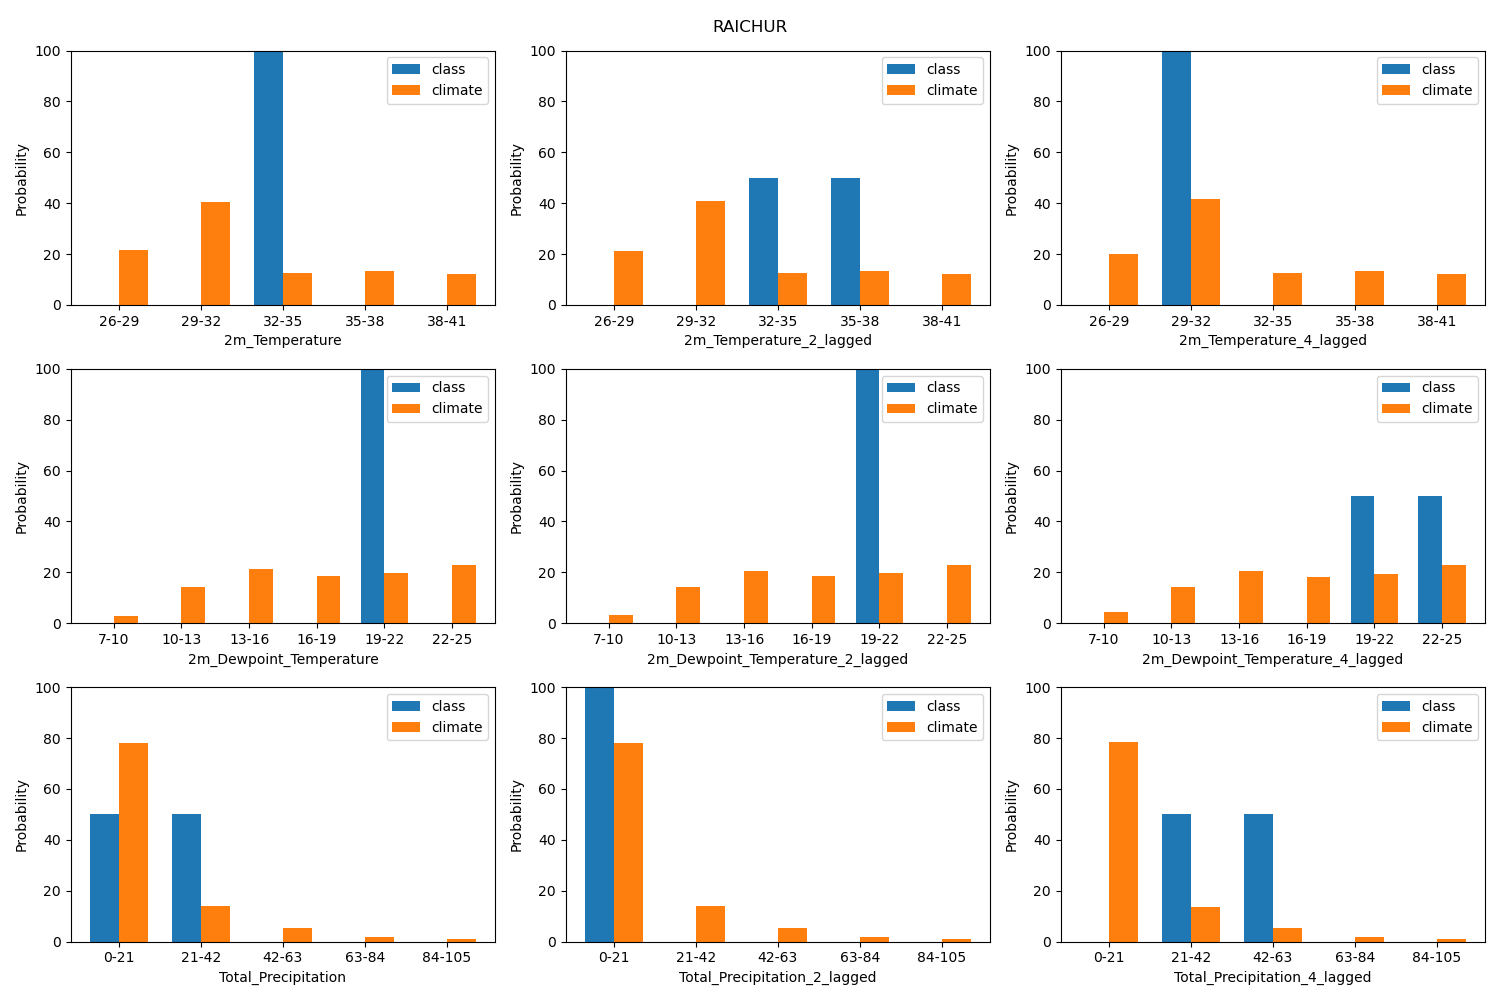 RAICHUR
100
80
60
40
20
0
Probability
class
climate
26-29 29-32 32-35 35-38 38-41
2m_Temperature
100
80
60
40
20
0
Probability
class
climate
26-29 29-32 32-35 35-38 38-41
2m_Temperature_2_lagged
100
80
60
40
20
0
Probability
class
climate
26-29 29-32 32-35 35-38 38-41
2m_Temperature_4_lagged
100
80
60
40
20
0
Probability
class
climate
7-10 10-13 13-16 16-19 19-22 22-25
2m_Dewpoint_Temperature
100
80
60
40
20
0
Probability
class
climate
7-10 10-13 13-16 16-19 19-22 22-25
2m_Dewpoint_Temperature_2_lagged
100
80
60
40
20
0
Probability
class
climate
7-10 10-13 13-16 16-19 19-22 22-25
2m_Dewpoint_Temperature_4_lagged
100
80
60
40
20
0
Probability
class
climate
0-21 21-42 42-63 63-84 84-105
Total_Precipitation
100
80
60
40
20
0
Probability
class
climate
0-21 21-42 42-63 63-84 84-105
Total_Precipitation_2_lagged
100
80
60
40
20
0
Probability
class
climate
0-21 21-42 42-63 63-84 84-105
Total_Precipitation_4_lagged